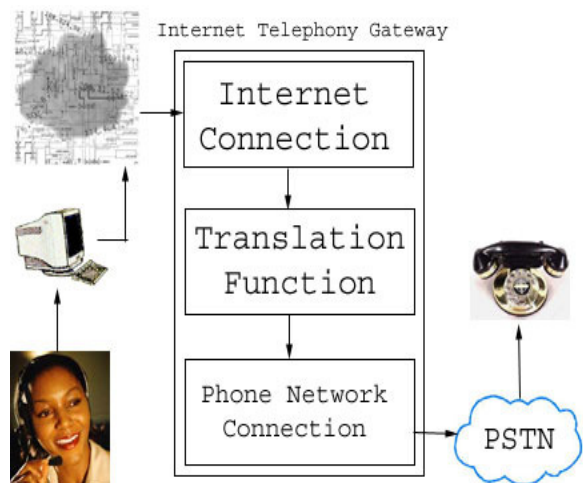 Internet Telephony Gateway
Internet
Connection
Translation
Function
Phone Network
Connection
PSTN